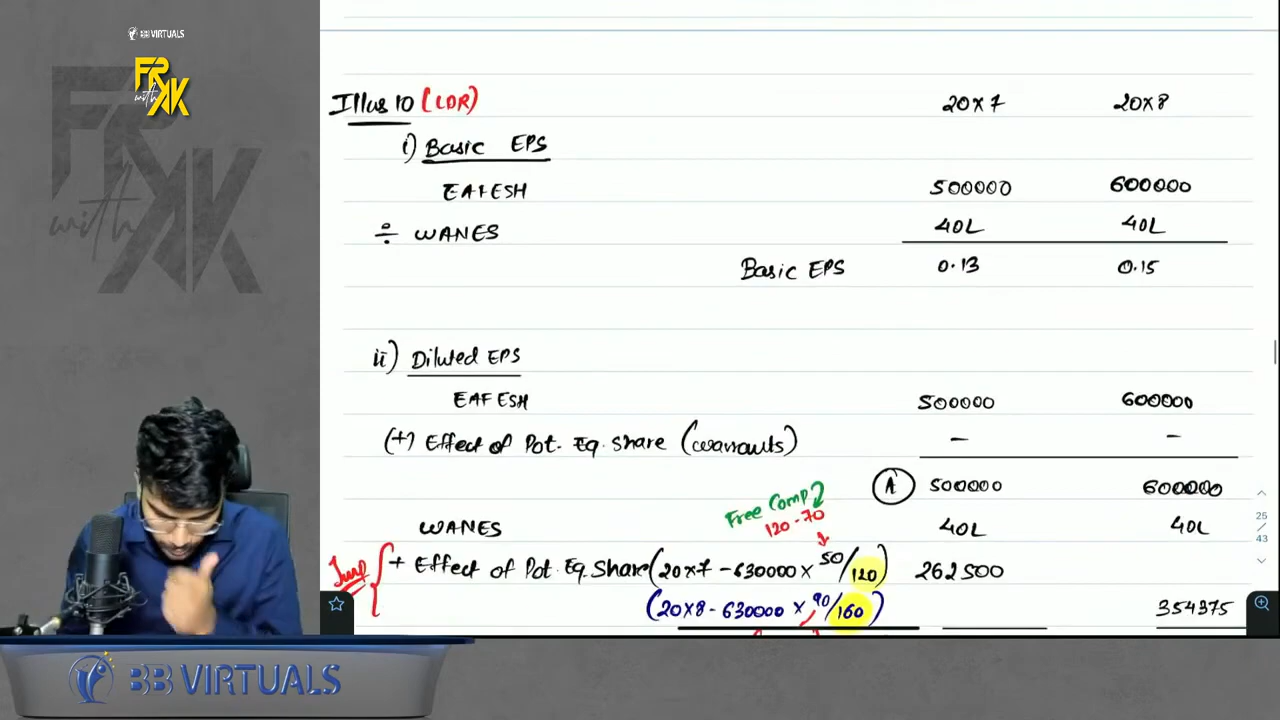 BB VIRTUALS
FR
with
AK
Illus 10 (LDR) 20X7 20X8
i) Basic EPS
EAFESH 500000 600000
÷ WANES 40L 40L
Basic EPS 0.13 0.15
ii) Diluted EPS
EAFESH 500000 600000
(+) Effect of Pot. Eq. share (warrants) - -
A 500000 600000
Free Comp
120-70
WANES 40L 40L
Imp + Effect of Pot. Eq. Share (20X7 - 630000 x 50/120) 262500
(20X8 - 630000 x 90/160) 354375
25
43
BB VIRTUALS